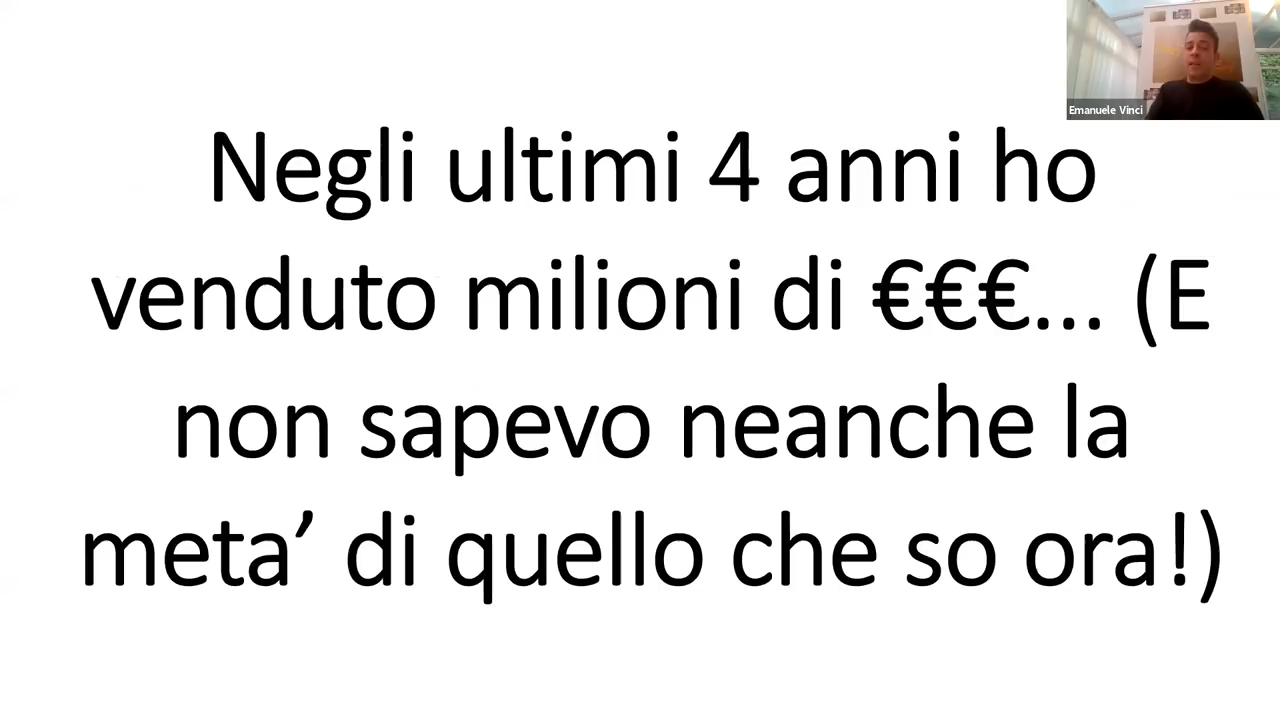 Emanuele Vinci
Negli ultimi 4 anni ho
venduto milioni di €€€... (E
non sapevo neanche la
meta’ di quello che so ora!)